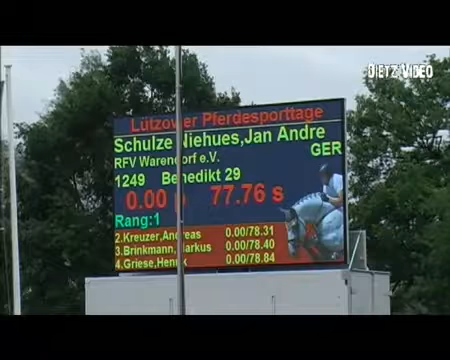 DIETZ VIDEO
Lützower Pferdesporttage
Schulze Niehues,Jan Andre
GER
RFV Warendorf e.V.
1249 Benedikt 29
0.00 p 77.76 s
Rang:1
2.Kreuzer,Andreas 0.00/78.31
3.Brinkmann,Markus 0.00/78.40
4.Griese,Henrik 0.00/78.84